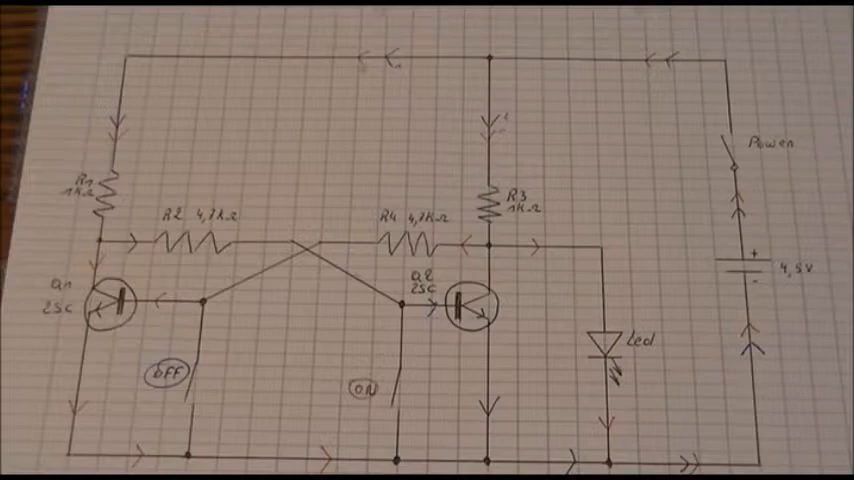 Power
R1
1KΩ
R3
1KΩ
R2 4,7KΩ
R4 4,7KΩ
+
4,5V
-
Q1
2SC
Q2
2SC
Led
OFF
ON